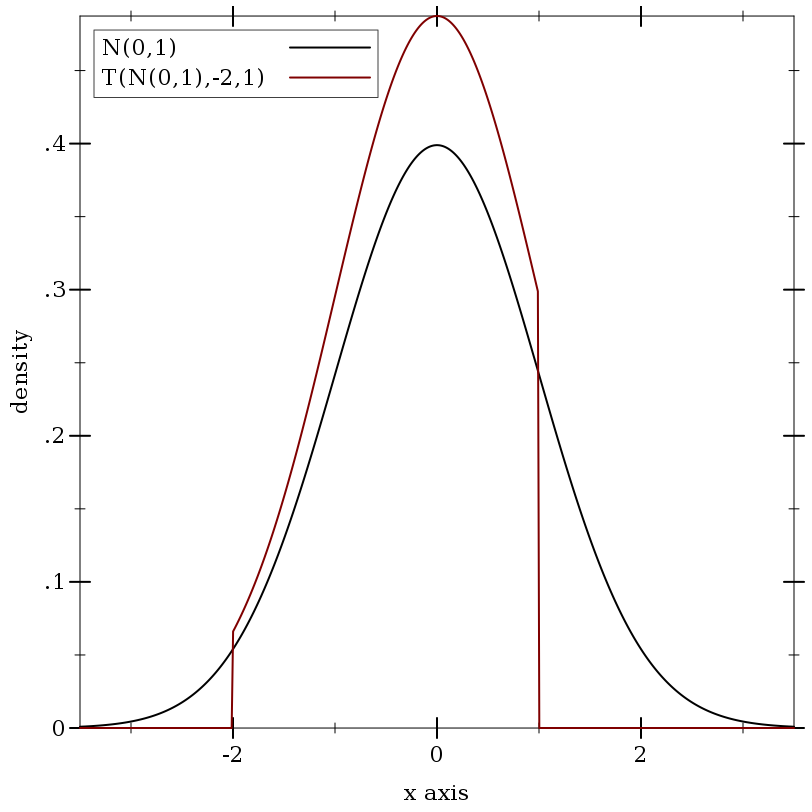 N(0,1)
T(N(0,1),-2,1)
.4
.3
.2
.1
0
density
-2
0
2
x axis